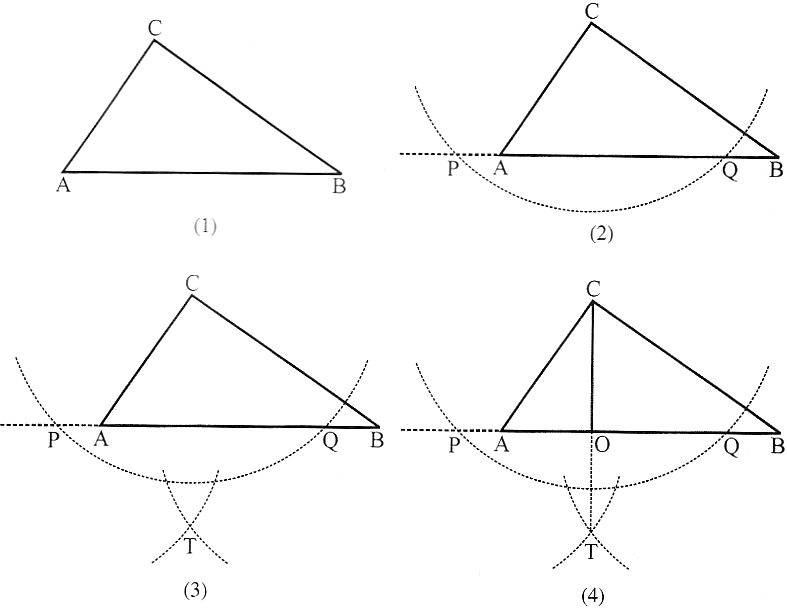 C
A B
(1)
C
P A Q B
(2)
C
P A Q B
T
(3)
C
P A O Q B
T
(4)